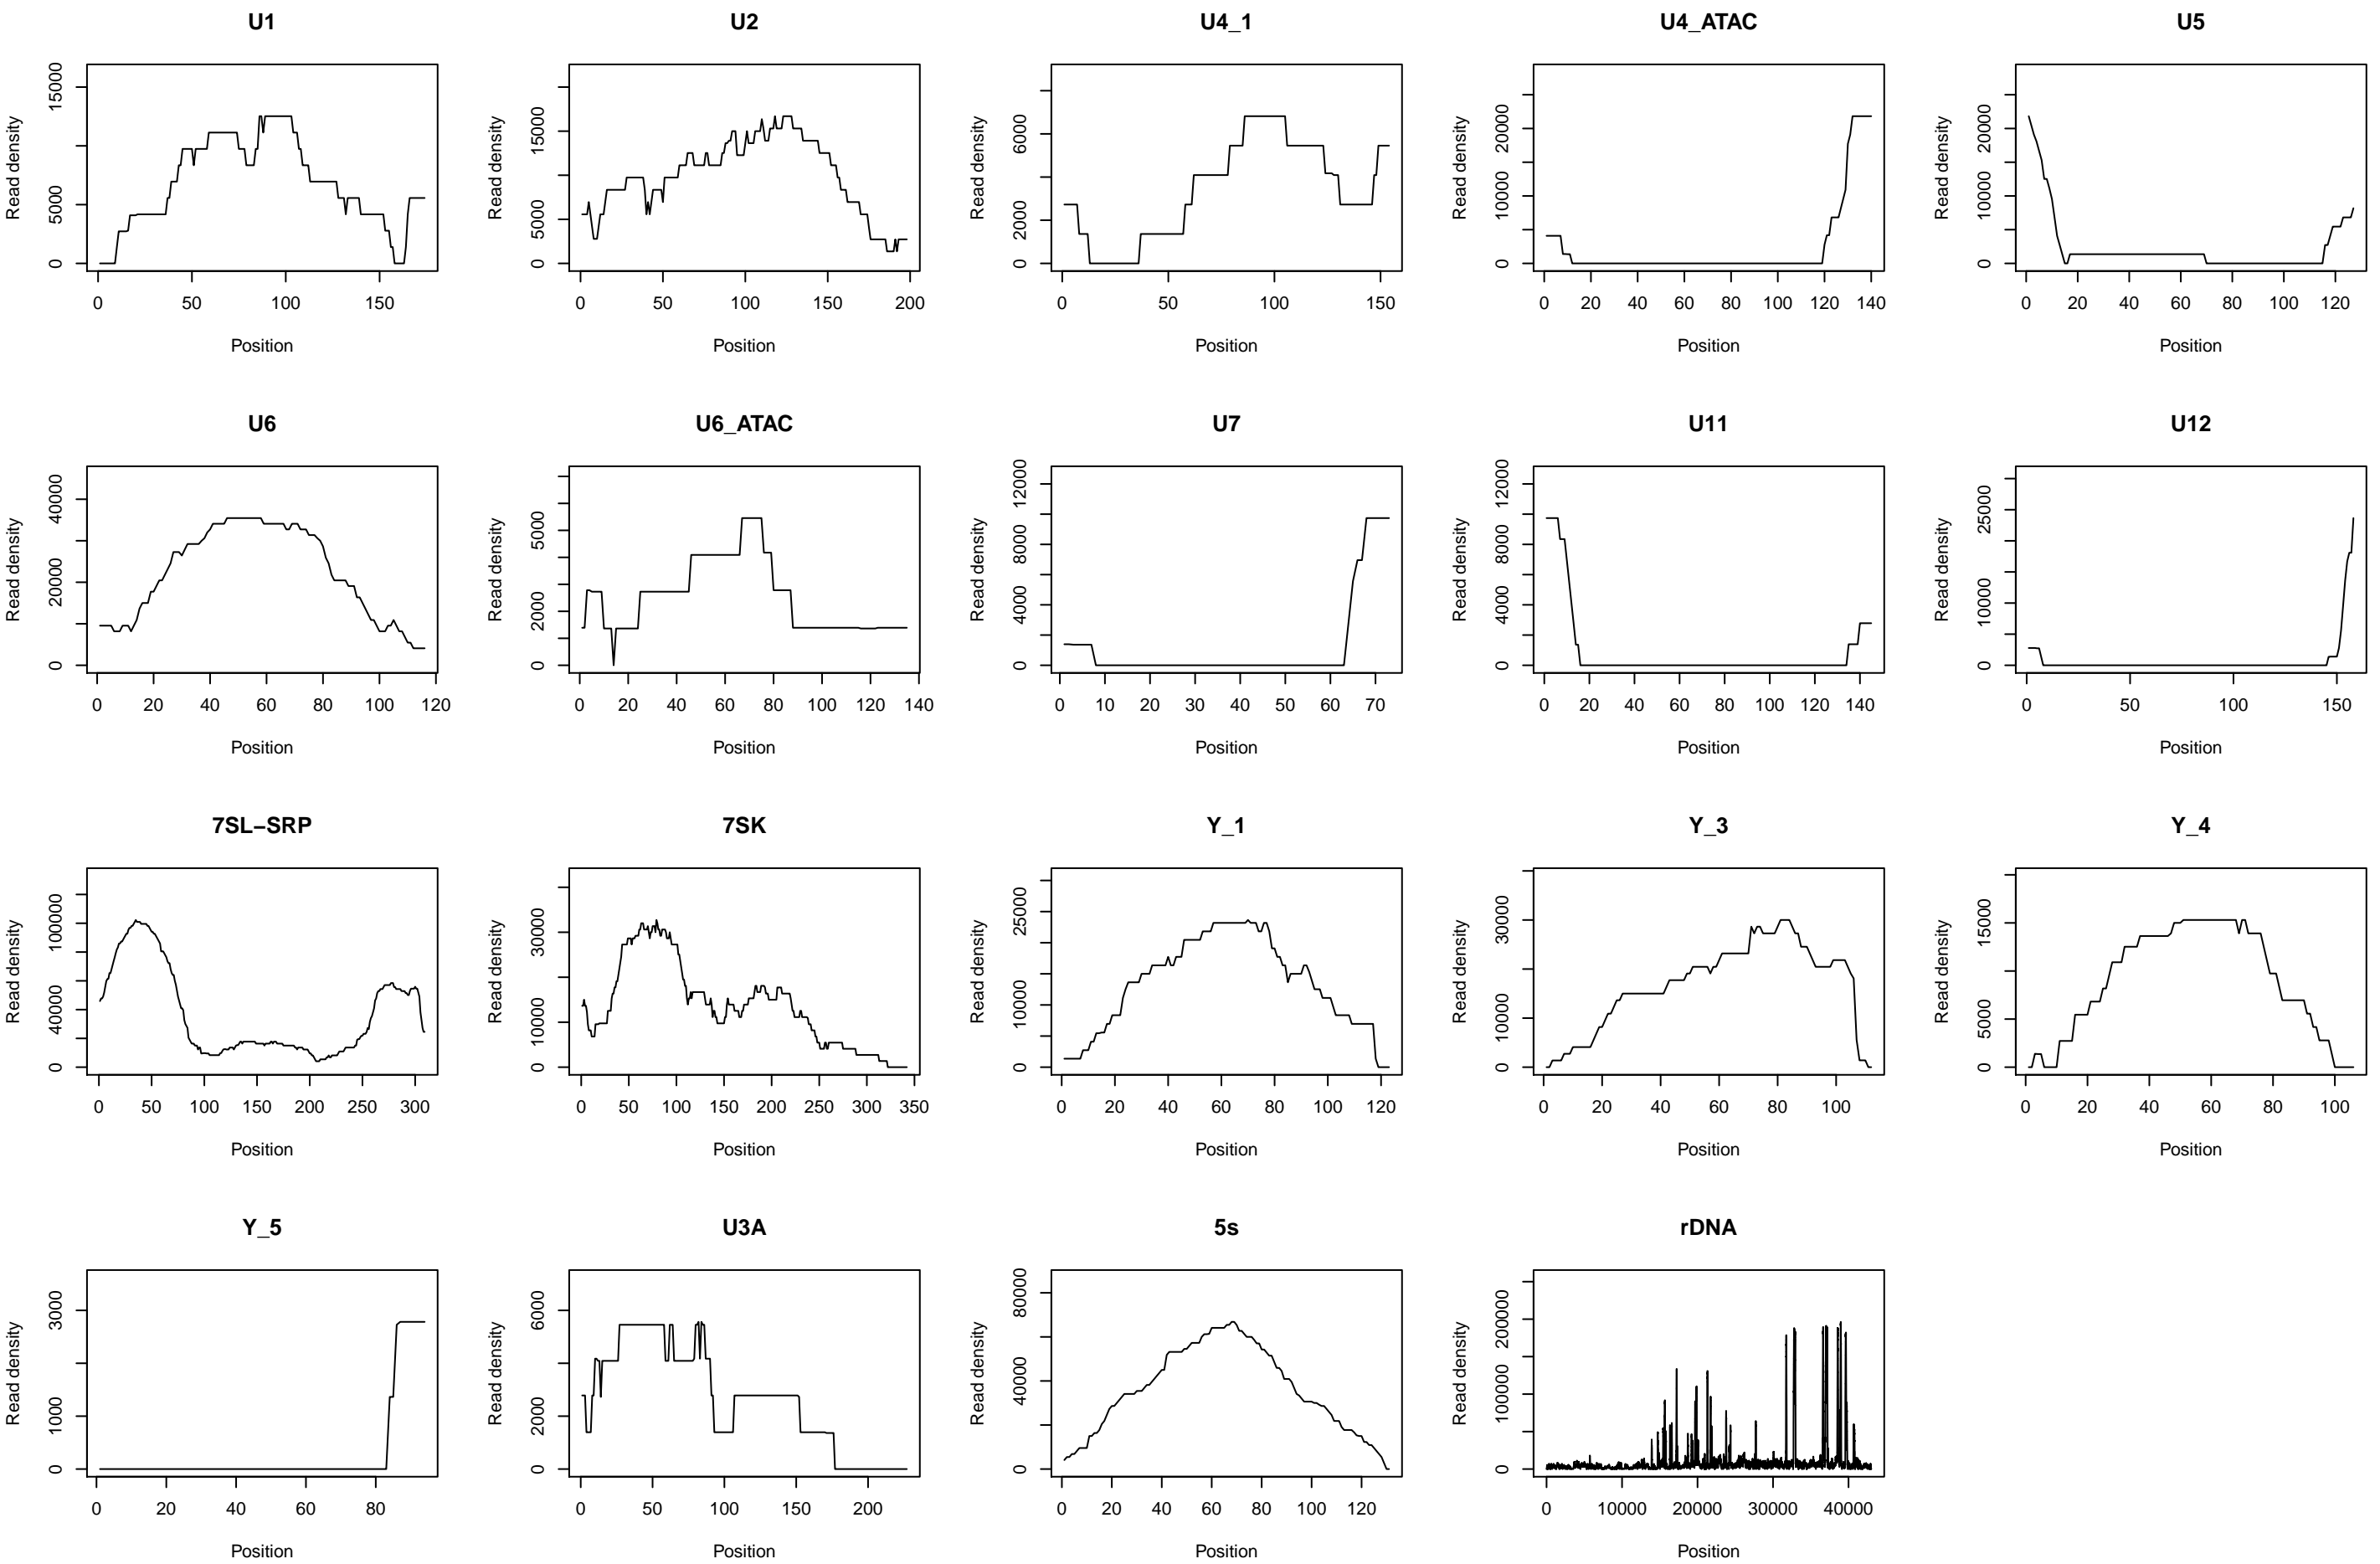 U1 U2 U4_1 U4_ATAC U5
Read density 0 5000 15000
Read density 0 5000 15000
Read density 0 2000 6000
Read density 0 10000 20000
Read density 0 10000 20000
0 50 100 150
0 50 100 150 200
0 50 100 150
0 20 40 60 80 100 120 140
0 20 40 60 80 100 120
Position Position Position Position Position
U6 U6_ATAC U7 U11 U12
Read density 0 20000 40000
Read density 0 2000 5000
Read density 0 4000 8000 12000
Read density 0 4000 8000 12000
Read density 0 10000 25000
0 20 40 60 80 100 120
0 20 40 60 80 100 120 140
0 10 20 30 40 50 60 70
0 20 40 60 80 100 120 140
0 50 100 150
Position Position Position Position Position
7SL−SRP 7SK Y_1 Y_3 Y_4
Read density 0 40000 100000
Read density 0 10000 30000
Read density 0 10000 25000
Read density 0 10000 30000
Read density 0 5000 15000
0 50 100 150 200 250 300
0 50 100 150 200 250 300 350
0 20 40 60 80 100 120
0 20 40 60 80 100
0 20 40 60 80 100
Position Position Position Position Position
Y_5 U3A 5s rDNA
Read density 0 1000 3000
Read density 0 2000 6000
Read density 0 40000 80000
Read density 0 100000 200000
0 20 40 60 80
0 50 100 150 200
0 20 40 60 80 100 120
0 10000 20000 30000 40000
Position Position Position Position